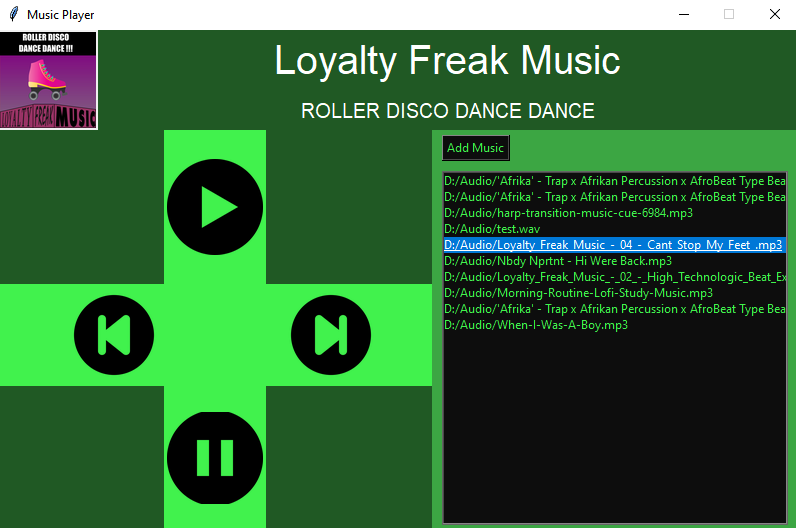 Music Player
ROLLER DISCO
DANCE DANCE !!!
LOYALTY FREAK MUSIC
Loyalty Freak Music
ROLLER DISCO DANCE DANCE
Add Music
D:/Audio/'Afrika' - Trap x Afrikan Percussion x AfroBeat Type Bea
D:/Audio/'Afrika' - Trap x Afrikan Percussion x AfroBeat Type Bea
D:/Audio/harp-transition-music-cue-6984.mp3
D:/Audio/test.wav
D:/Audio/Loyalty_Freak_Music_-_04_-_Cant_Stop_My_Feet_.mp3
D:/Audio/Nbdy Nprtnt - Hi Were Back.mp3
D:/Audio/Loyalty_Freak_Music_-_02_-_High_Technologic_Beat_Ex
D:/Audio/Morning-Routine-Lofi-Study-Music.mp3
D:/Audio/'Afrika' - Trap x Afrikan Percussion x AfroBeat Type Bea
D:/Audio/When-I-Was-A-Boy.mp3